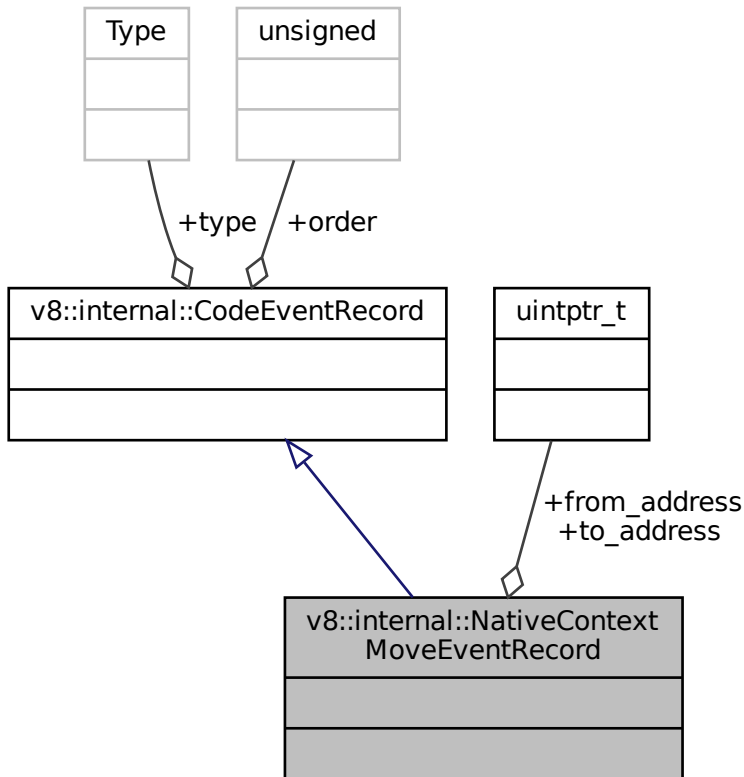 Type
unsigned
+type
+order
v8::internal::CodeEventRecord
uintptr_t
+from_address
+to_address
v8::internal::NativeContext
MoveEventRecord